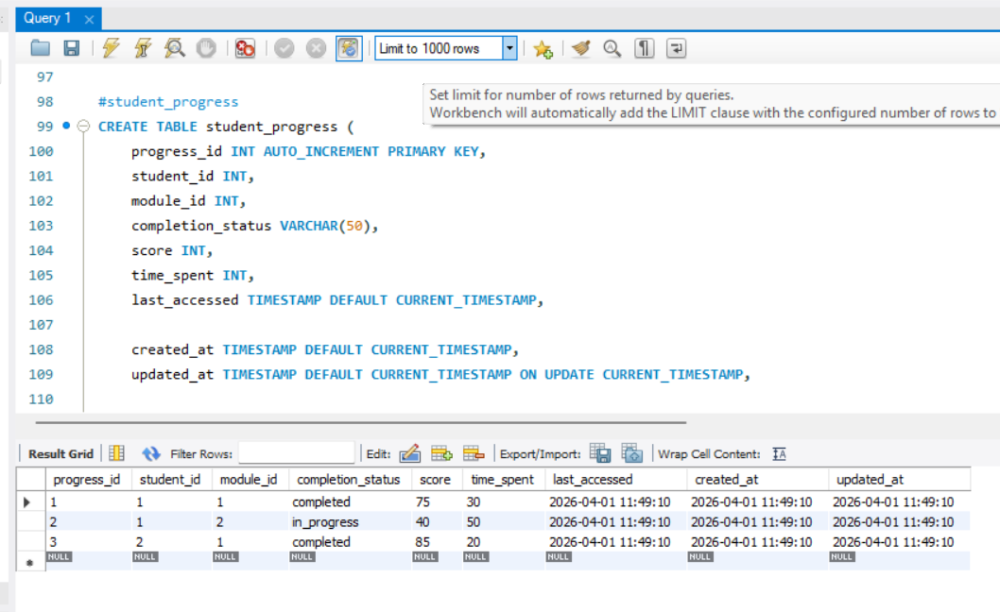 Query 1
Limit to 1000 rows
Set limit for number of rows returned by queries.
Workbench will automatically add the LIMIT clause with the configured number of rows to
97
98 #student_progress
99 CREATE TABLE student_progress (
100 progress_id INT AUTO_INCREMENT PRIMARY KEY,
101 student_id INT,
102 module_id INT,
103 completion_status VARCHAR(50),
104 score INT,
105 time_spent INT,
106 last_accessed TIMESTAMP DEFAULT CURRENT_TIMESTAMP,
107
108 created_at TIMESTAMP DEFAULT CURRENT_TIMESTAMP,
109 updated_at TIMESTAMP DEFAULT CURRENT_TIMESTAMP ON UPDATE CURRENT_TIMESTAMP,
110
Result Grid Filter Rows: Edit: Export/Import: Wrap Cell Content:
progress_id student_id module_id completion_status score time_spent last_accessed created_at updated_at
1 1 1 completed 75 30 2026-04-01 11:49:10 2026-04-01 11:49:10 2026-04-01 11:49:10
2 1 2 in_progress 40 50 2026-04-01 11:49:10 2026-04-01 11:49:10 2026-04-01 11:49:10
3 2 1 completed 85 20 2026-04-01 11:49:10 2026-04-01 11:49:10 2026-04-01 11:49:10
NULL NULL NULL NULL NULL NULL NULL NULL NULL